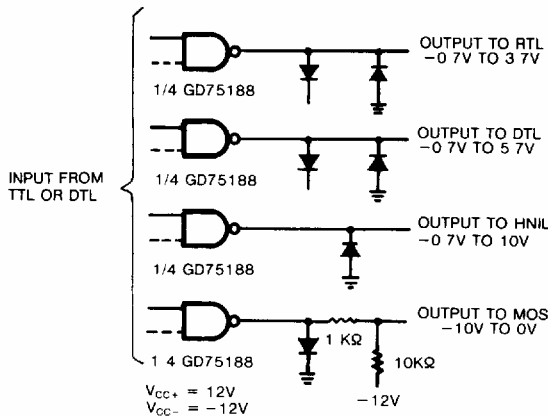 OUTPUT TO RTL
−0 7V TO 3 7V
1/4 GD75188
OUTPUT TO DTL
−0 7V TO 5 7V
1/4 GD75188
INPUT FROM
TTL OR DTL
OUTPUT TO HNIL
−0 7V TO 10V
1/4 GD75188
OUTPUT TO MOS
−10V TO 0V
1 KΩ
10KΩ
1 4 GD75188
−12V
VCC+ = 12V
VCC− = −12V